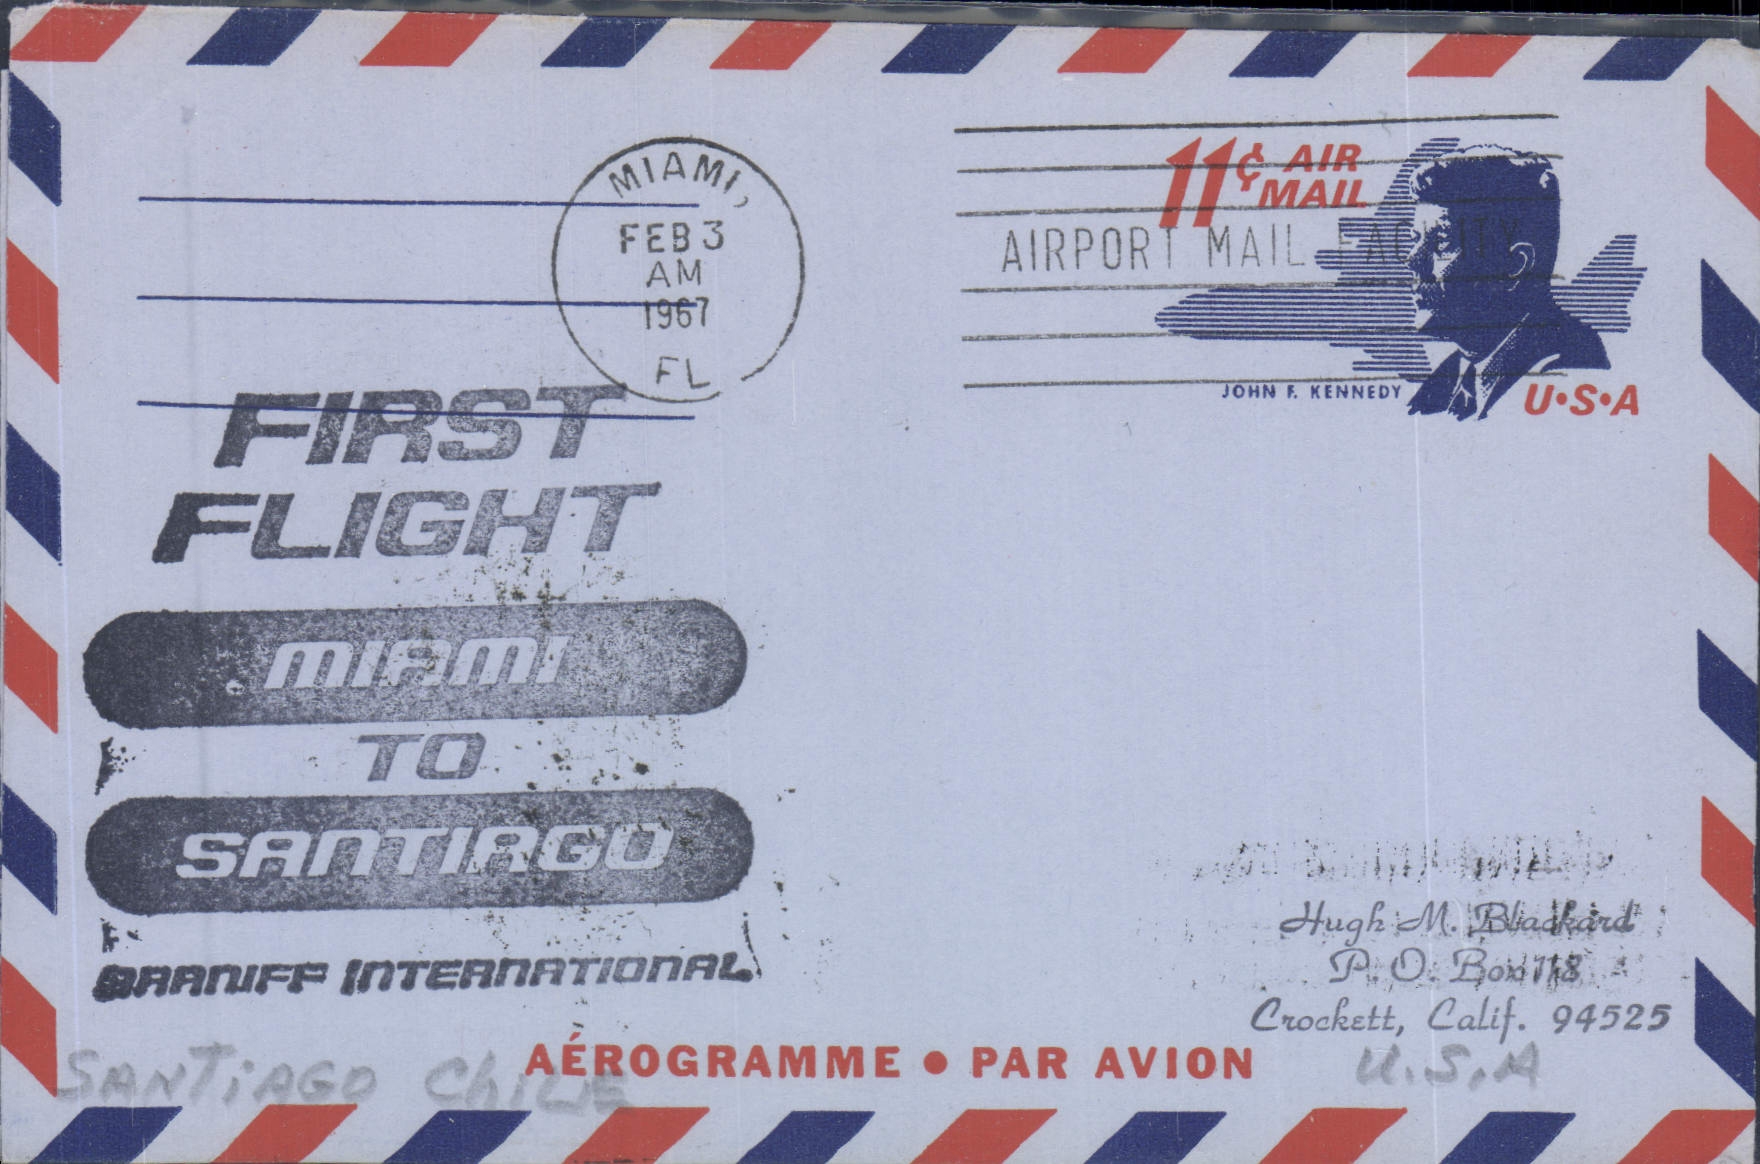 MIAMI,
FEB 3
AM
1967
FL
11¢ AIR
MAIL
AIRPORT MAIL FACILITY
JOHN F. KENNEDY
U•S•A
FIRST
FLIGHT
MIAMI
TO
SANTIAGO
BRANIFF INTERNATIONAL
Hugh M. Blackard
P. O. Box 118
Crockett, Calif. 94525
U.S.A
AÉROGRAMME • PAR AVION
SANTIAGO CHILE